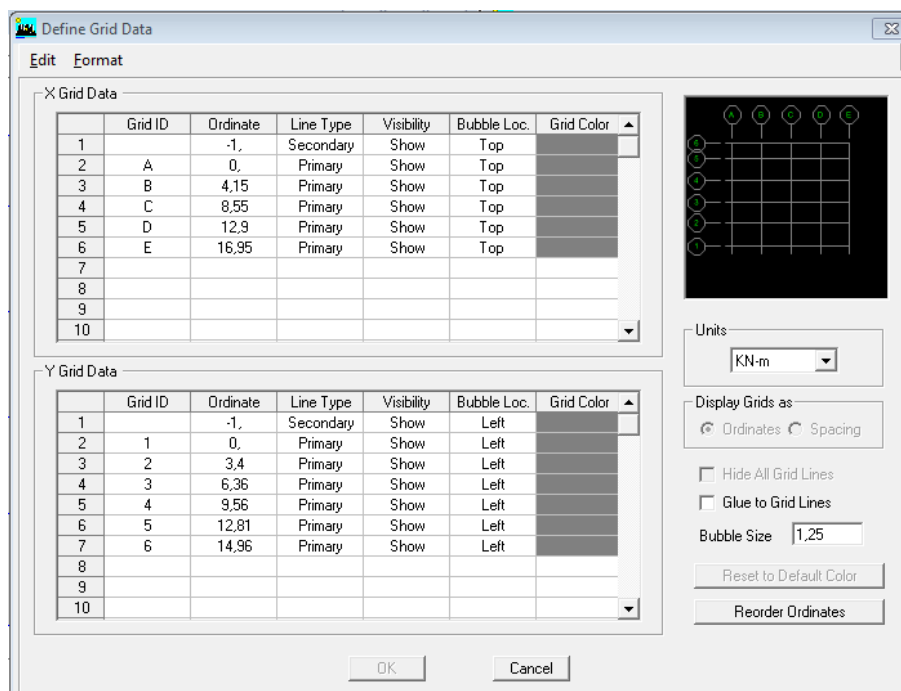 Define Grid Data
Edit Format
X Grid Data
Grid ID Ordinate Line Type Visibility Bubble Loc. Grid Color
1 -1, Secondary Show Top
2 A 0, Primary Show Top
3 B 4,15 Primary Show Top
4 C 8,55 Primary Show Top
5 D 12,9 Primary Show Top
6 E 16,95 Primary Show Top
7
8
9
10
A B C D E
6
5
4
3
2
1
Units
KN-m
Y Grid Data
Grid ID Ordinate Line Type Visibility Bubble Loc. Grid Color
1 -1, Secondary Show Left
2 1 0, Primary Show Left
3 2 3,4 Primary Show Left
4 3 6,36 Primary Show Left
5 4 9,56 Primary Show Left
6 5 12,81 Primary Show Left
7 6 14,96 Primary Show Left
8
9
10
Display Grids as
Ordinates Spacing
Hide All Grid Lines
Glue to Grid Lines
Bubble Size 1,25
Reset to Default Color
Reorder Ordinates
OK Cancel